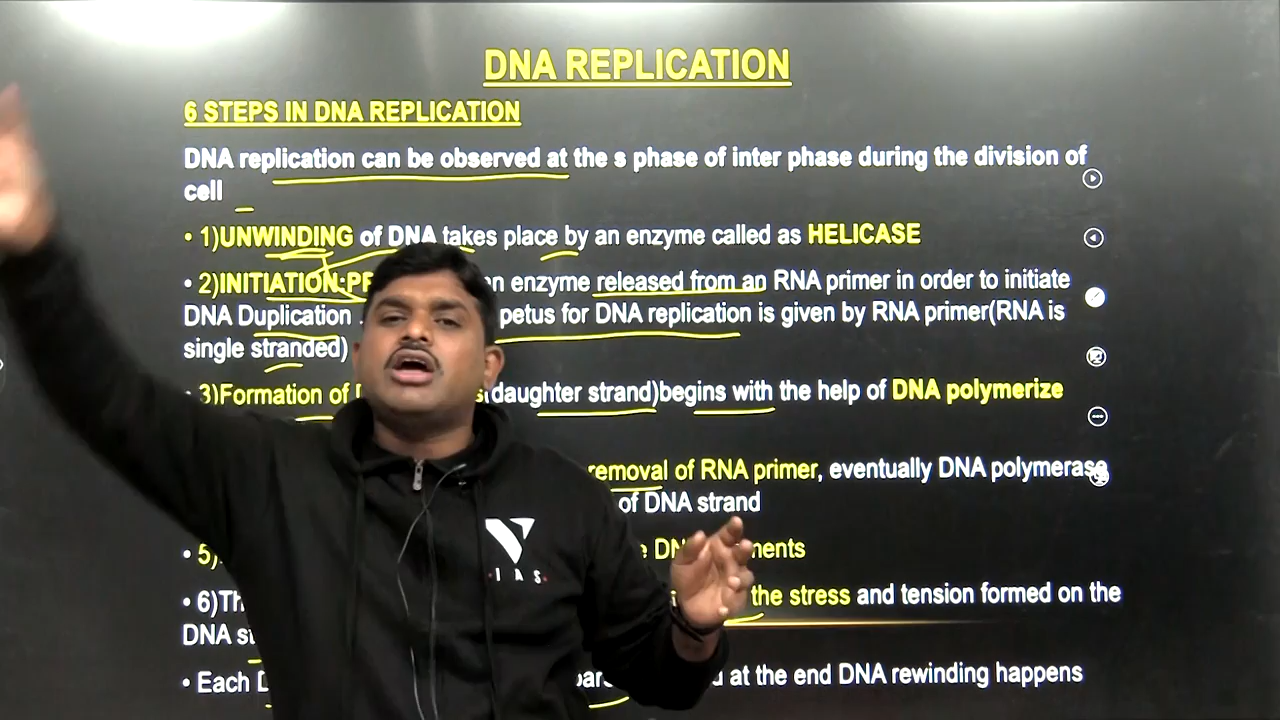 DNA REPLICATION
6 STEPS IN DNA REPLICATION
DNA replication can be observed at the s phase of inter phase during the division of
cell
• 1)UNWINDING of DNA takes place by an enzyme called as HELICASE
• 2)INITIATION: enzyme released from an RNA primer in order to initiate
DNA Duplication for DNA replication is given by RNA primer(RNA is
single stranded)
• 3)Formation of daughter strand)begins with the help of DNA polymerize
removal of RNA primer, eventually DNA polymerase
of DNA strand
• 5)
• 6) the stress and tension formed on the
DNA
• Each at the end DNA rewinding happens
IAS